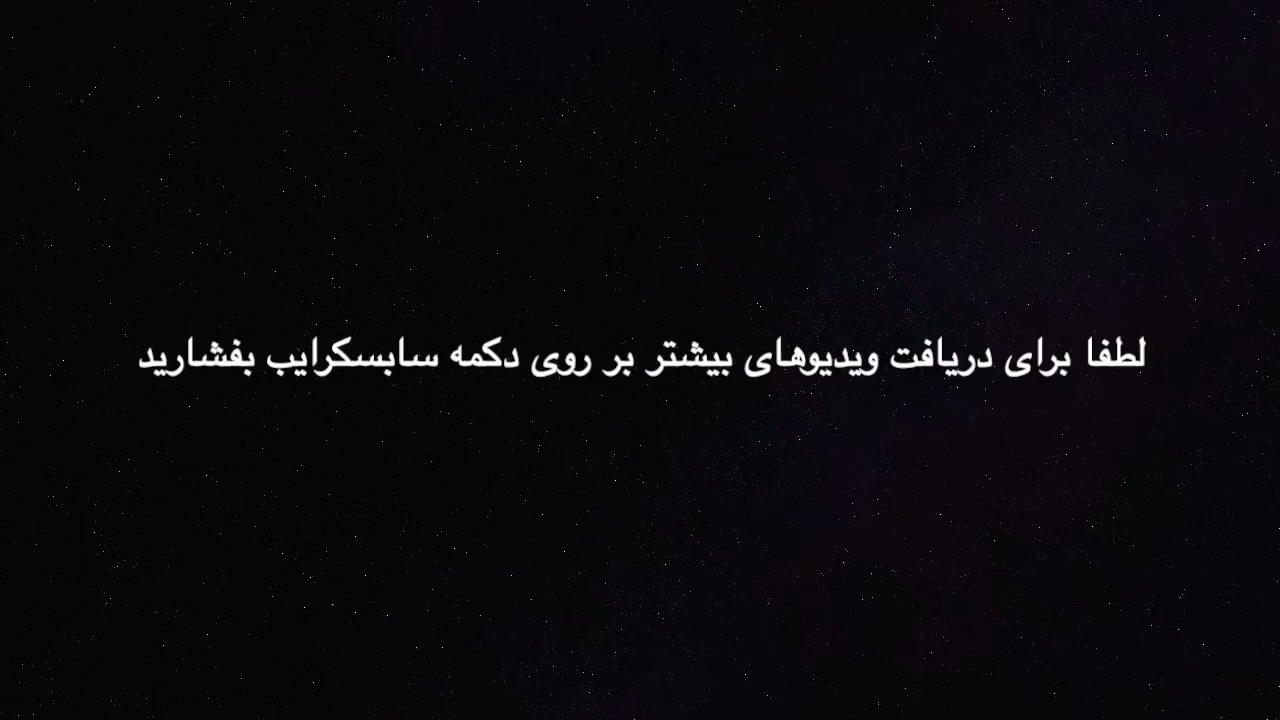 لطفا برای دریافت ویدیوهای بیشتر بر روی دکمه سابسکرایب بفشارید